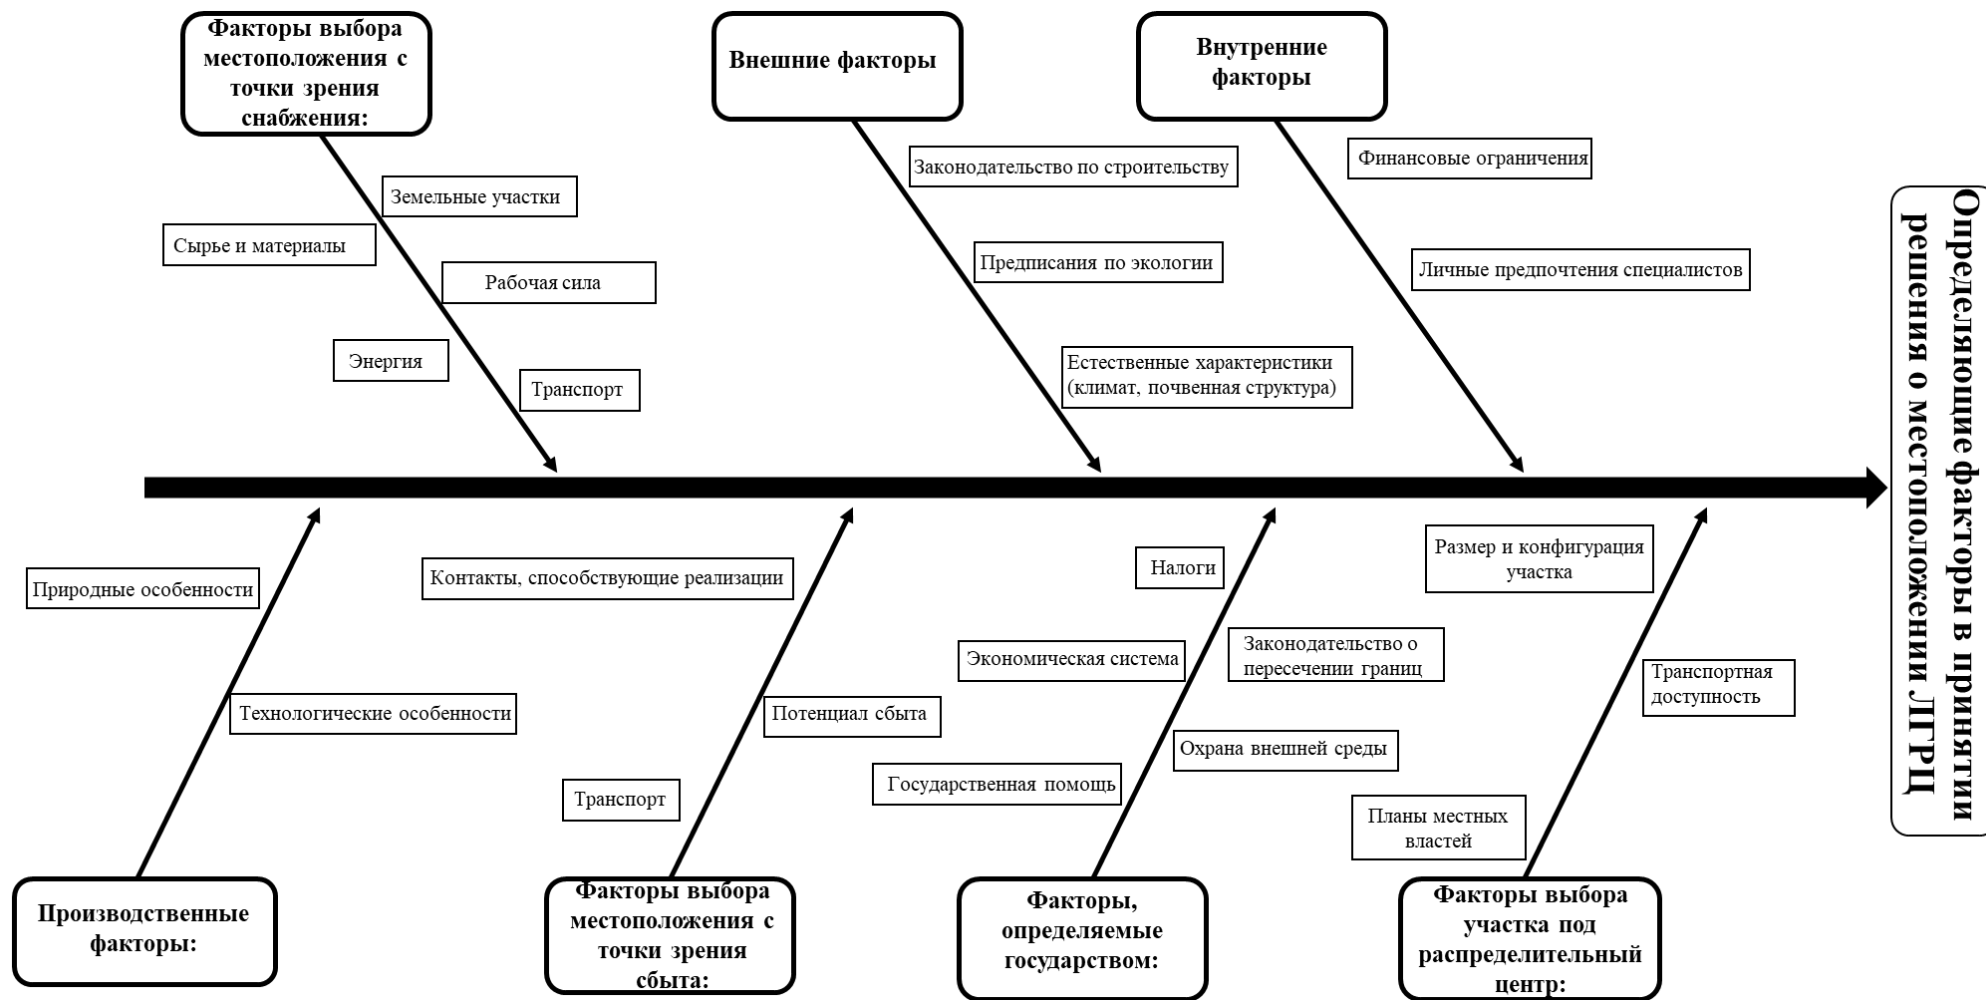 Факторы выбора
местоположения с
точки зрения
снабжения:
Внешние факторы
Внутренние
факторы
Земельные участки
Сырье и материалы
Рабочая сила
Энергия
Транспорт
Законодательство по строительству
Предписания по экологии
Естественные характеристики
(климат, почвенная структура)
Финансовые ограничения
Личные предпочтения специалистов
Определяющие факторы в принятии
решения о местоположении ЛГРЦ
Природные особенности
Технологические особенности
Контакты, способствующие реализации
Потенциал сбыта
Транспорт
Налоги
Экономическая система
Законодательство о
пересечении границ
Охрана внешней среды
Государственная помощь
Размер и конфигурация
участка
Транспортная
доступность
Планы местных
властей
Производственные
факторы:
Факторы выбора
местоположения с
точки зрения
сбыта:
Факторы,
определяемые
государством:
Факторы выбора
участка под
распределительный
центр: